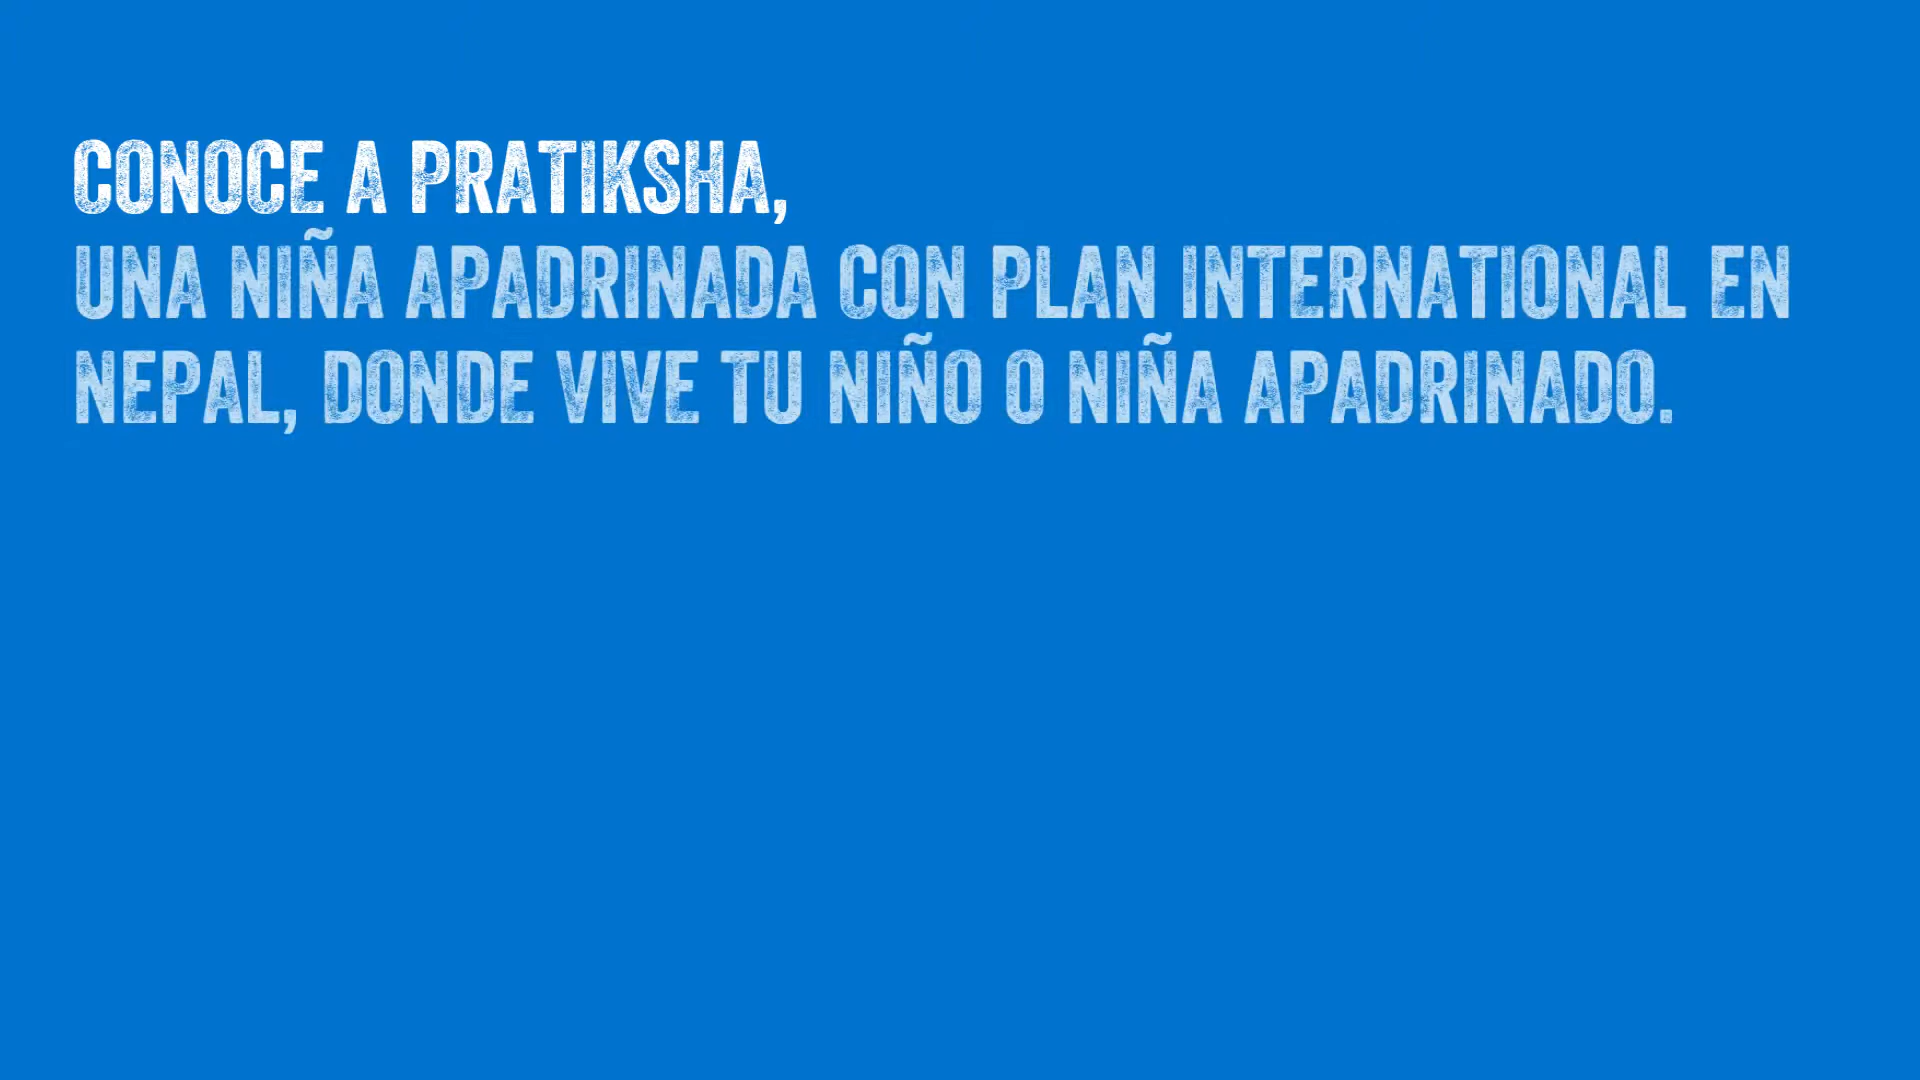 CONOCE A PRATIKSHA,
UNA NIÑA APADRINADA CON PLAN INTERNATIONAL EN
NEPAL, DONDE VIVE TU NIÑO O NIÑA APADRINADO.